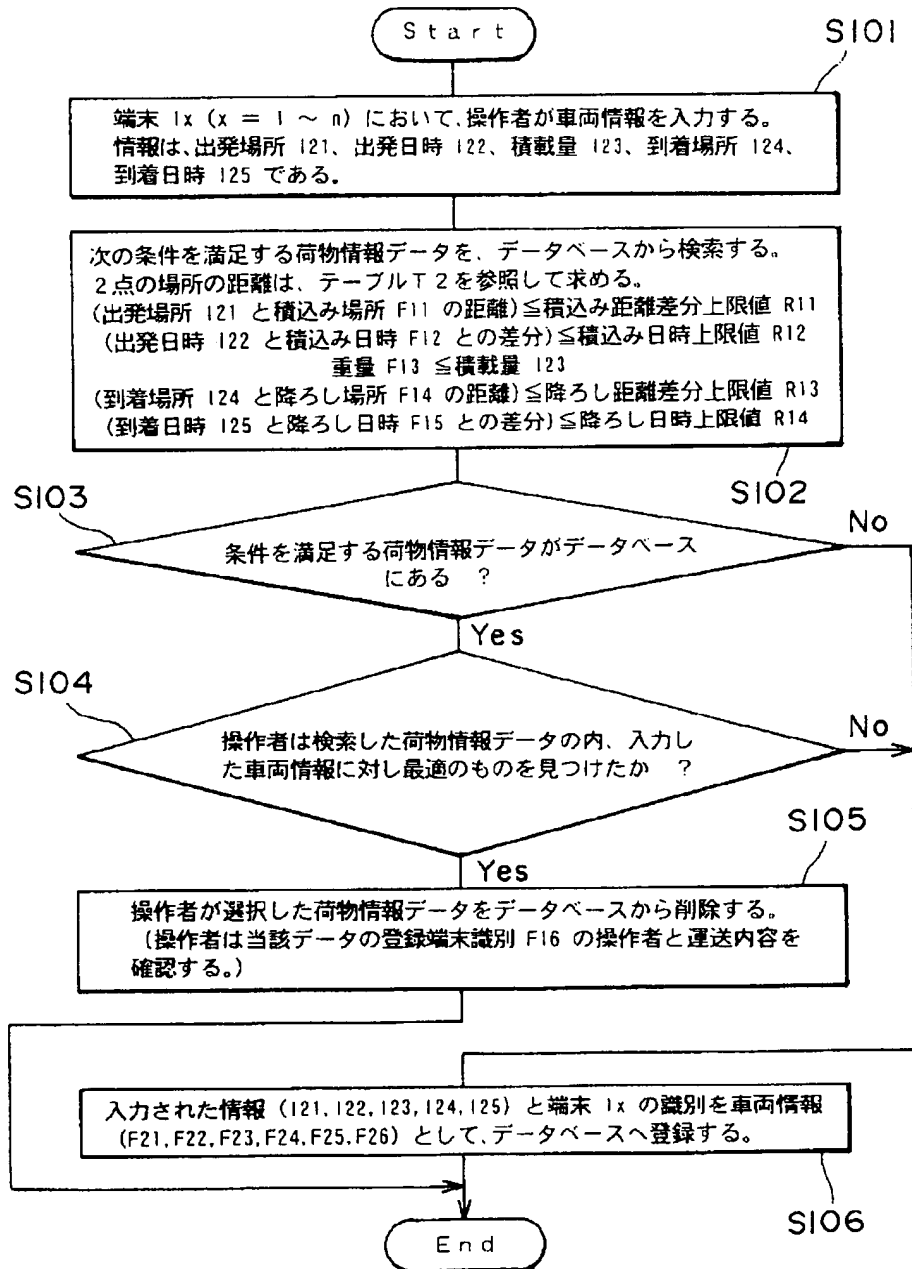 Start
S101
端末 1x (x = 1 ~ n) において、操作者が車両情報を入力する。
情報は、出発場所 I21、出発日時 I22、積載量 I23、到着場所 I24、
到着日時 I25 である。
次の条件を満足する荷物情報データを、データベースから検索する。
2点の場所の距離は、テーブルT2を参照して求める。
(出発場所 I21 と積込み場所 F11 の距離)≦積込み距離差分上限値 R11
(出発日時 I22 と積込み日時 F12 との差分)≦積込み日時上限値 R12
重量 F13 ≦積載量 I23
(到着場所 I24 と降ろし場所 F14 の距離)≦降ろし距離差分上限値 R13
(到着日時 I25 と降ろし日時 F15 との差分)≦降ろし日時上限値 R14
S102
S103
No
条件を満足する荷物情報データがデータベース
にある ?
Yes
S104
No
操作者は検索した荷物情報データの内、入力し
た車両情報に対し最適のものを見つけたか ?
S105
Yes
操作者が選択した荷物情報データをデータベースから削除する。
(操作者は当該データの登録端末識別 F16 の操作者と運送内容を
確認する。)
入力された情報 (I21,I22,I23,I24,I25) と端末 1x の識別を車両情報
(F21,F22,F23,F24,F25,F26) として、データベースへ登録する。
S106
End